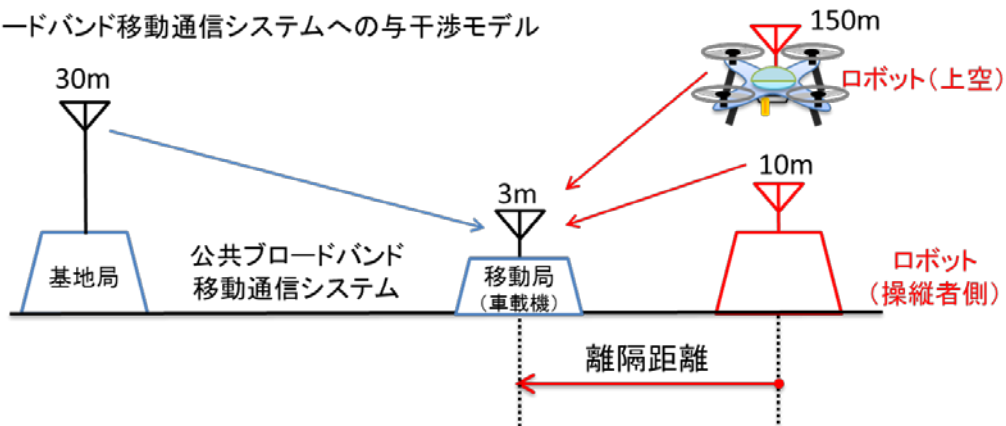 ードバンド移動通信システムへの与干渉モデル
150m
30m
ロボット(上空)
10m
3m
基地局
公共ブロードバンド
移動通信システム
移動局
(車載機)
ロボット
(操縦者側)
離隔距離